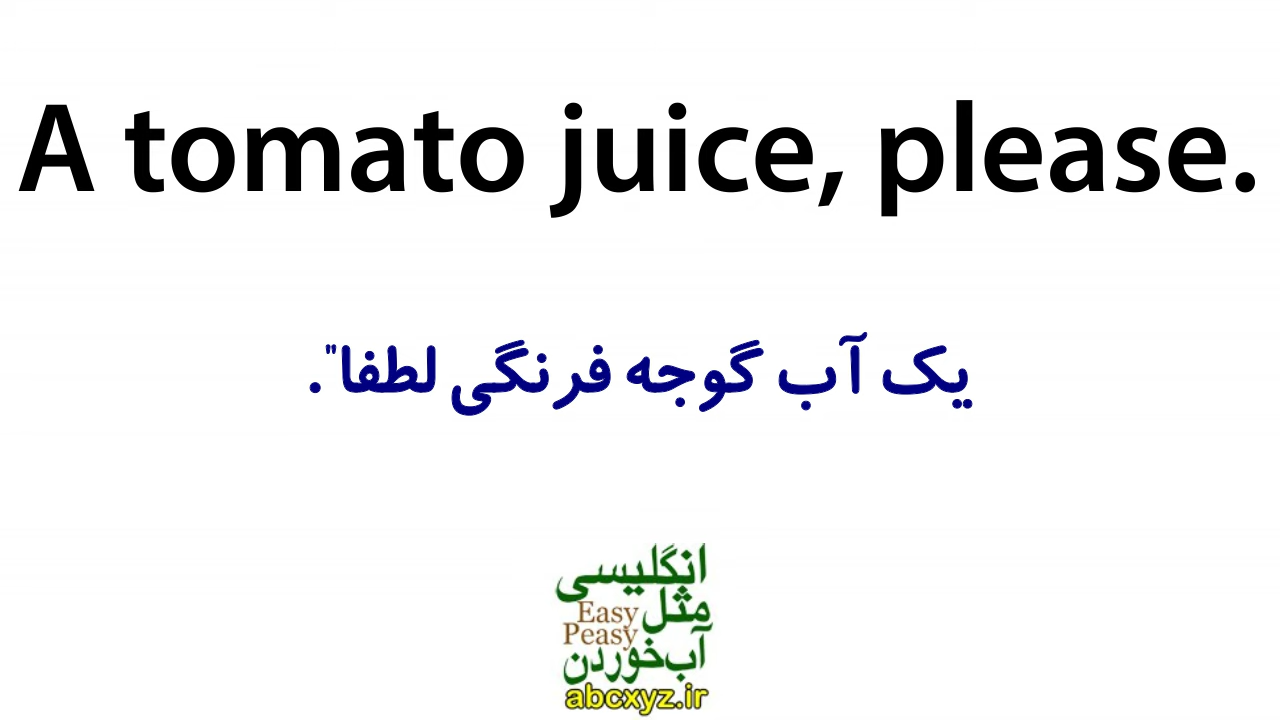 A tomato juice, please.
یک آب گوجه فرنگی لطفا".
انگلیسی
مثل Easy
Peasy
آب خوردن
abcxyz.ir